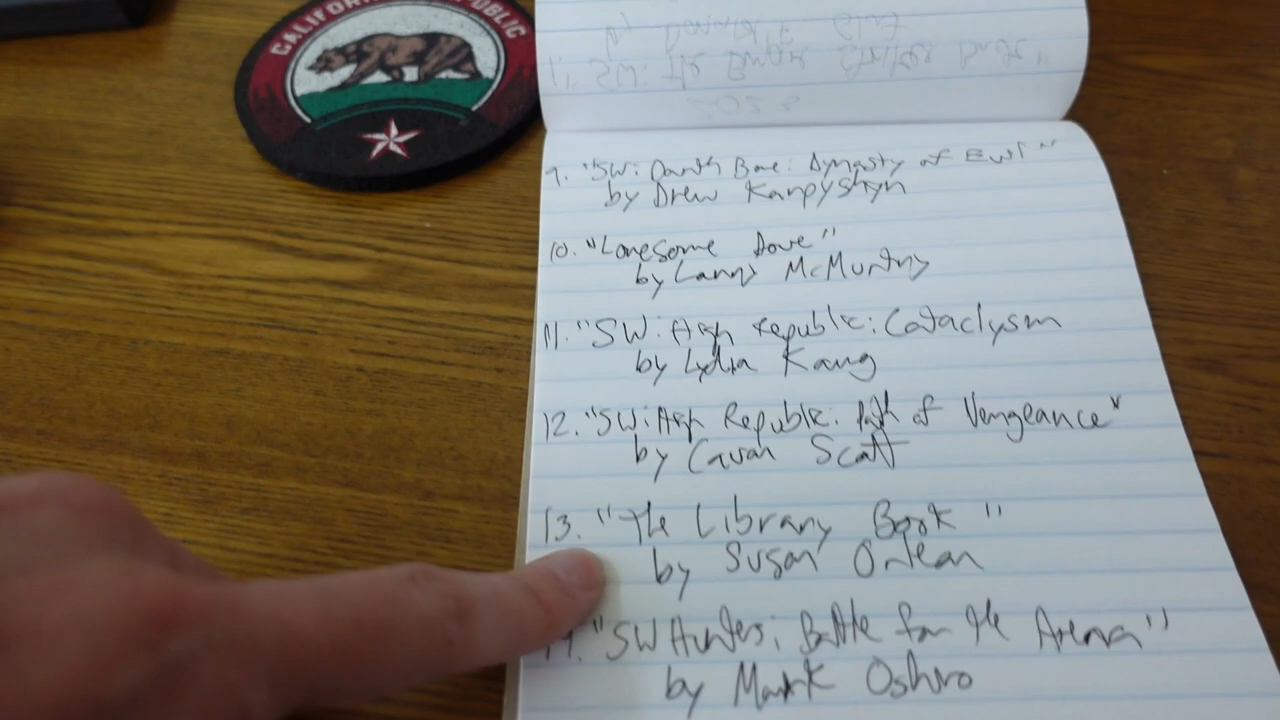 CALIFORNIA REPUBLIC
9. "SW: Darth Bane: Dynasty of Evil"
by Drew Karpyshyn
10. "Lonesome Dove"
by Larry McMurtry
11. "SW: High Republic: Cataclysm
by Lydia Kang
12. "SW: High Republic: Path of Vengeance"
by Cavan Scott
13. "The Library Book"
by Susan Orlean
14. "SW Hunters: Battle for the Arena"
by Mark Oshiro